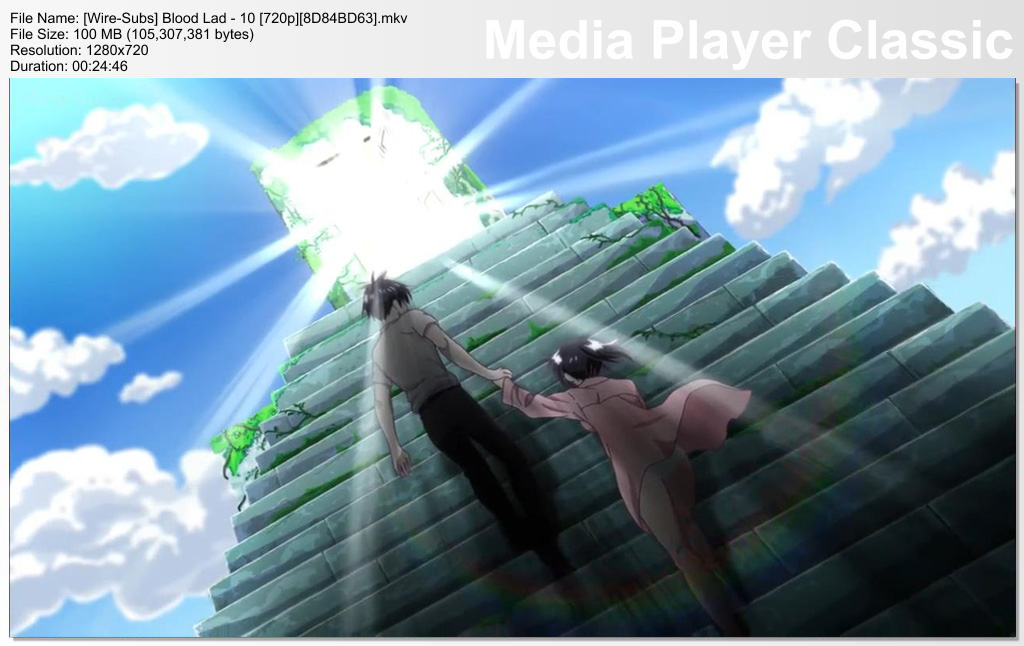 File Name: [Wire-Subs] Blood Lad - 10 [720p][8D84BD63].mkv
File Size: 100 MB (105,307,381 bytes)
Resolution: 1280x720
Duration: 00:24:46
Media Player Classic